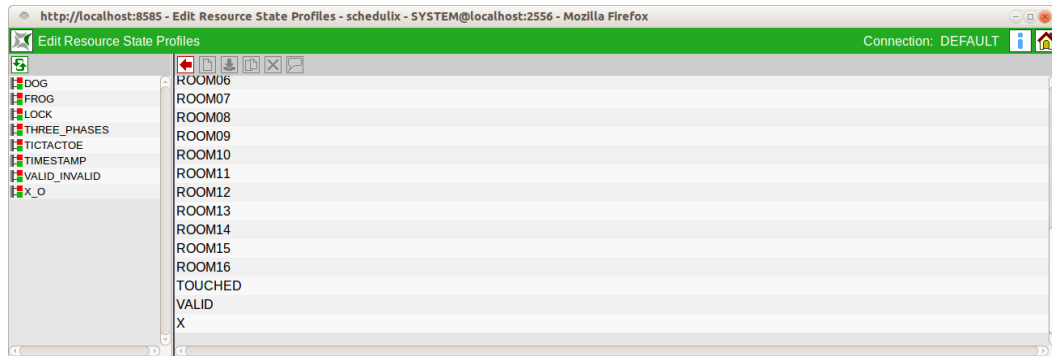 http://localhost:8585 - Edit Resource State Profiles - schedulix - SYSTEM@localhost:2556 - Mozilla Firefox
Edit Resource State Profiles
Connection: DEFAULT
DOG
FROG
LOCK
THREE_PHASES
TICTACTOE
TIMESTAMP
VALID_INVALID
X_O
ROOM06
ROOM07
ROOM08
ROOM09
ROOM10
ROOM11
ROOM12
ROOM13
ROOM14
ROOM15
ROOM16
TOUCHED
VALID
X